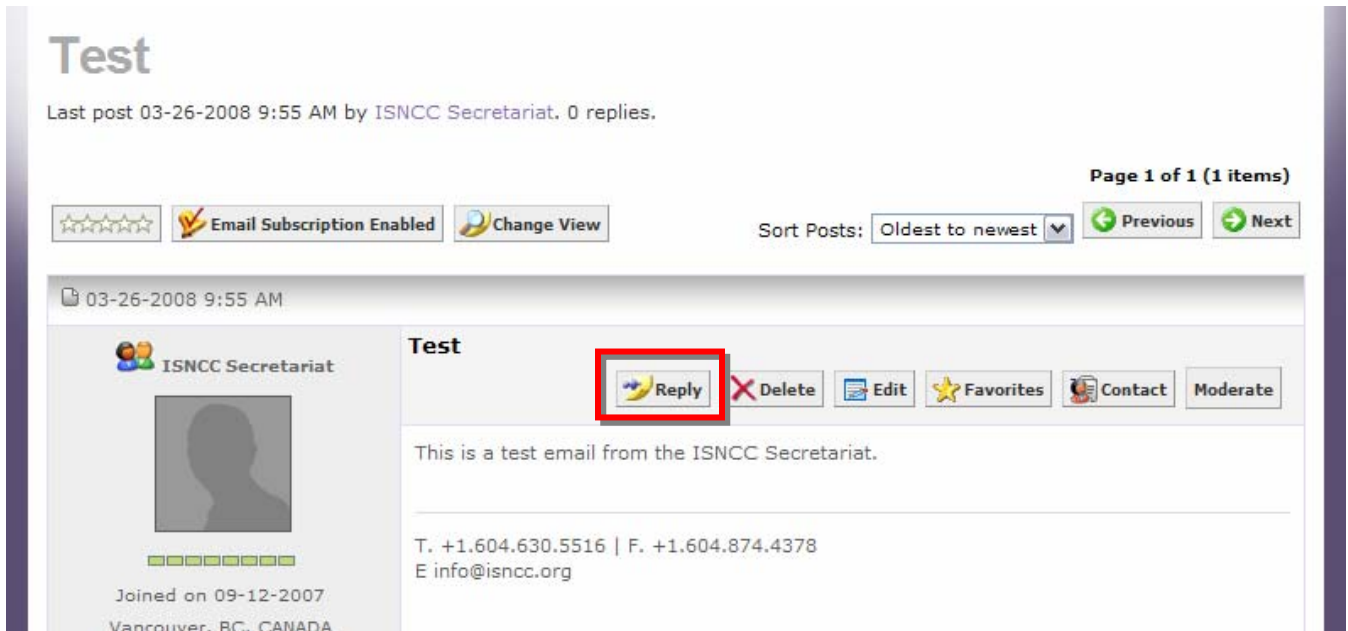 Test
Last post 03-26-2008 9:55 AM by ISNCC Secretariat. 0 replies.
Page 1 of 1 (1 items)
Email Subscription Enabled Change View Sort Posts: Oldest to newest Previous Next
03-26-2008 9:55 AM
ISNCC Secretariat
Test
Reply Delete Edit Favorites Contact Moderate
This is a test email from the ISNCC Secretariat.
T. +1.604.630.5516 | F. +1.604.874.4378
E info@isncc.org
Joined on 09-12-2007
Vancouver, BC, CANADA